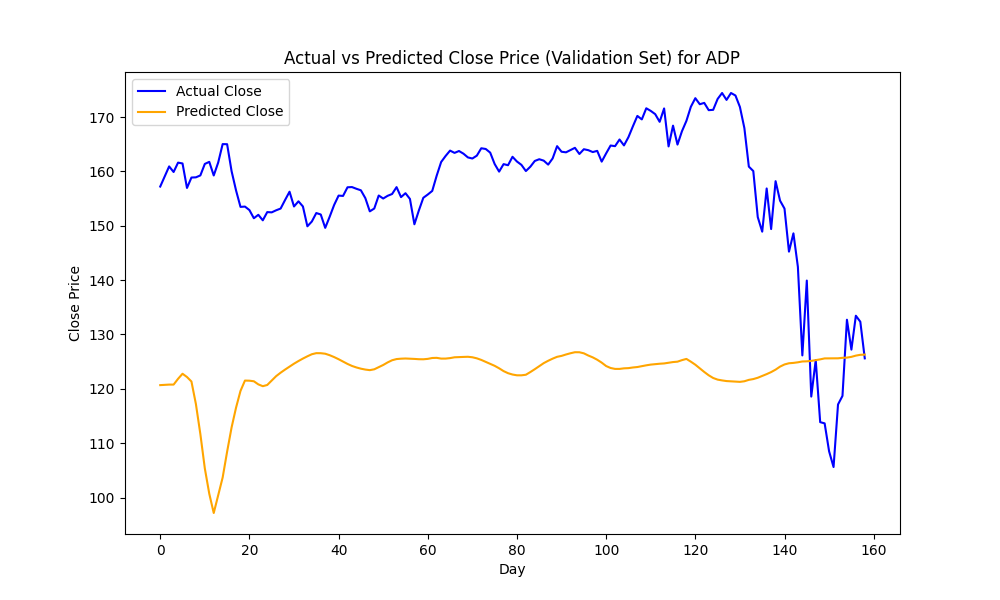 Actual vs Predicted Close Price (Validation Set) for ADP
Actual Close
Predicted Close
170
160
150
140
130
120
110
100
Close Price
0 20 40 60 80 100 120 140 160
Day